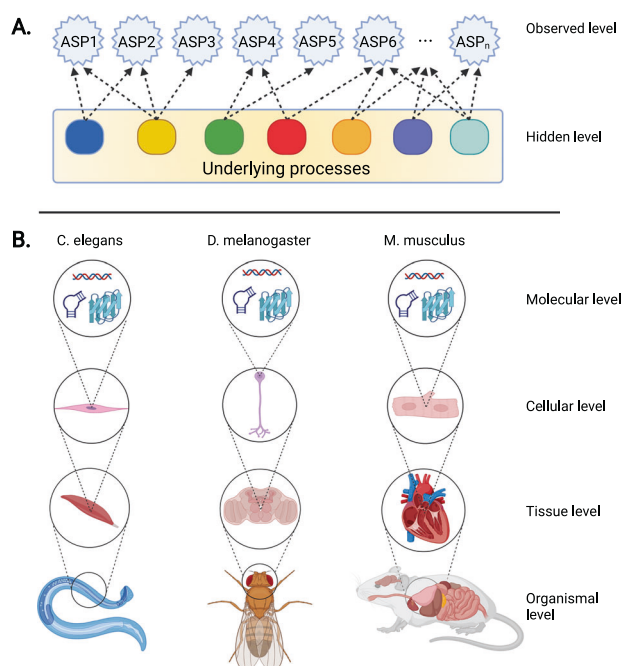 A.
ASP1 ASP2 ASP3 ASP4 ASP5 ASP6 ... ASPn
Observed level
Hidden level
Underlying processes
B.
C. elegans D. melanogaster M. musculus
Molecular level
Cellular level
Tissue level
Organismal
level